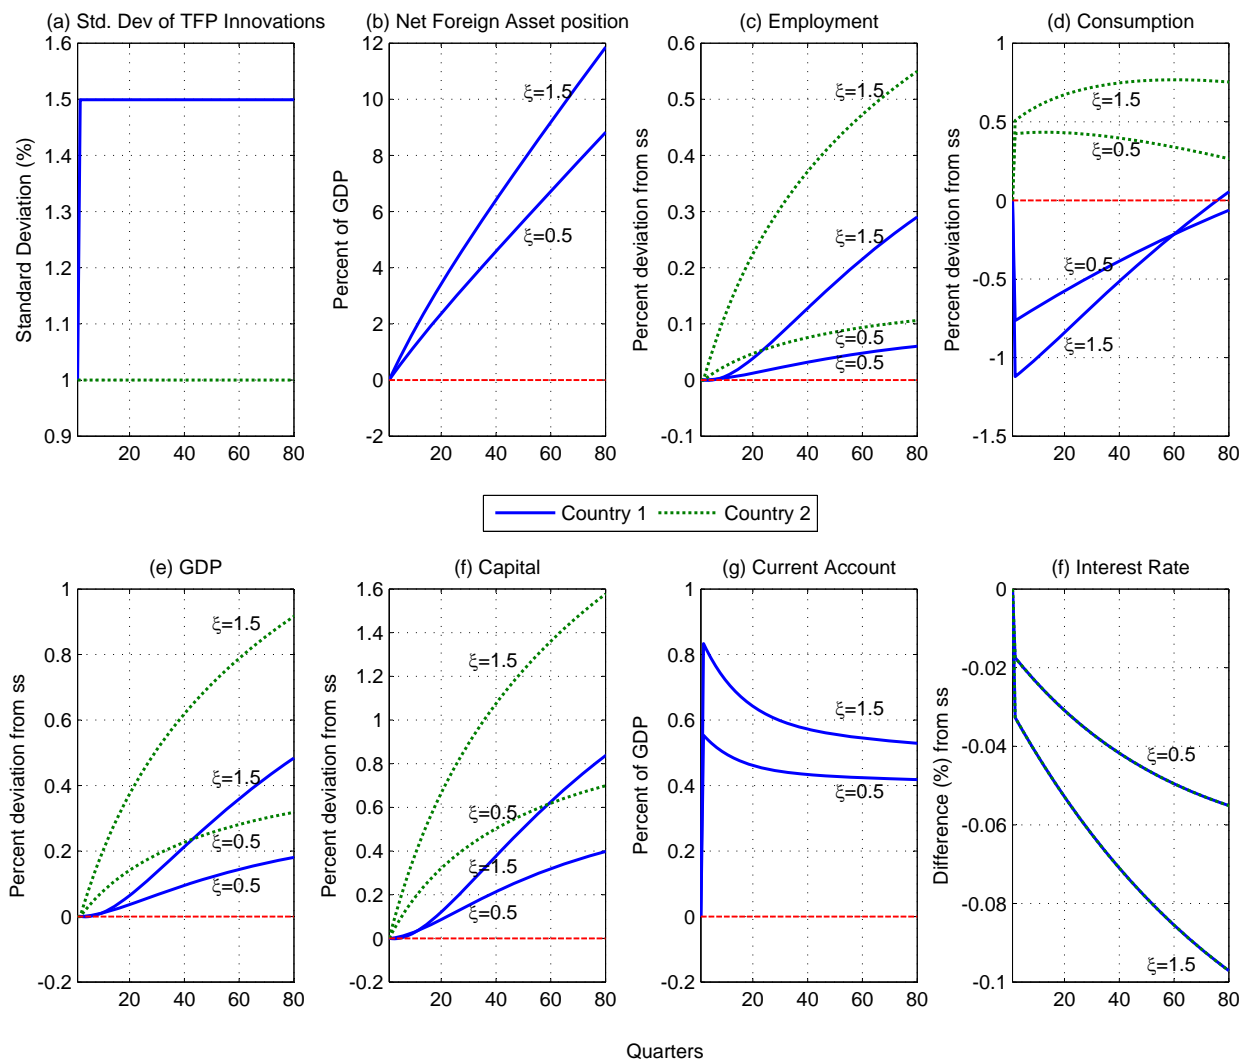 (a) Std. Dev of TFP Innovations
(b) Net Foreign Asset position
(c) Employment
(d) Consumption
Standard Deviation (%)
1.6
1.5
1.4
1.3
1.2
1.1
1
0.9
20 40 60 80
Percent of GDP
12
10
8
6
4
2
0
-2
ξ=1.5
ξ=0.5
20 40 60 80
Percent deviation from ss
0.6
0.5
0.4
0.3
0.2
0.1
0
-0.1
ξ=1.5
ξ=1.5
ξ=0.5
ξ=0.5
20 40 60 80
Percent deviation from ss
1
0.5
0
-0.5
-1
-1.5
ξ=1.5
ξ=0.5
ξ=0.5
ξ=1.5
20 40 60 80
Country 1 Country 2
(e) GDP
(f) Capital
(g) Current Account
(f) Interest Rate
Percent deviation from ss
1
0.8
0.6
0.4
0.2
0
-0.2
ξ=1.5
ξ=1.5
ξ=0.5
ξ=0.5
20 40 60 80
Percent deviation from ss
1.6
1.4
1.2
1
0.8
0.6
0.4
0.2
0
-0.2
ξ=1.5
ξ=0.5
ξ=1.5
ξ=0.5
20 40 60 80
Percent of GDP
1
0.8
0.6
0.4
0.2
0
-0.2
ξ=1.5
ξ=0.5
20 40 60 80
Difference (%) from ss
0
-0.02
-0.04
-0.06
-0.08
-0.1
ξ=0.5
ξ=1.5
20 40 60 80
Quarters